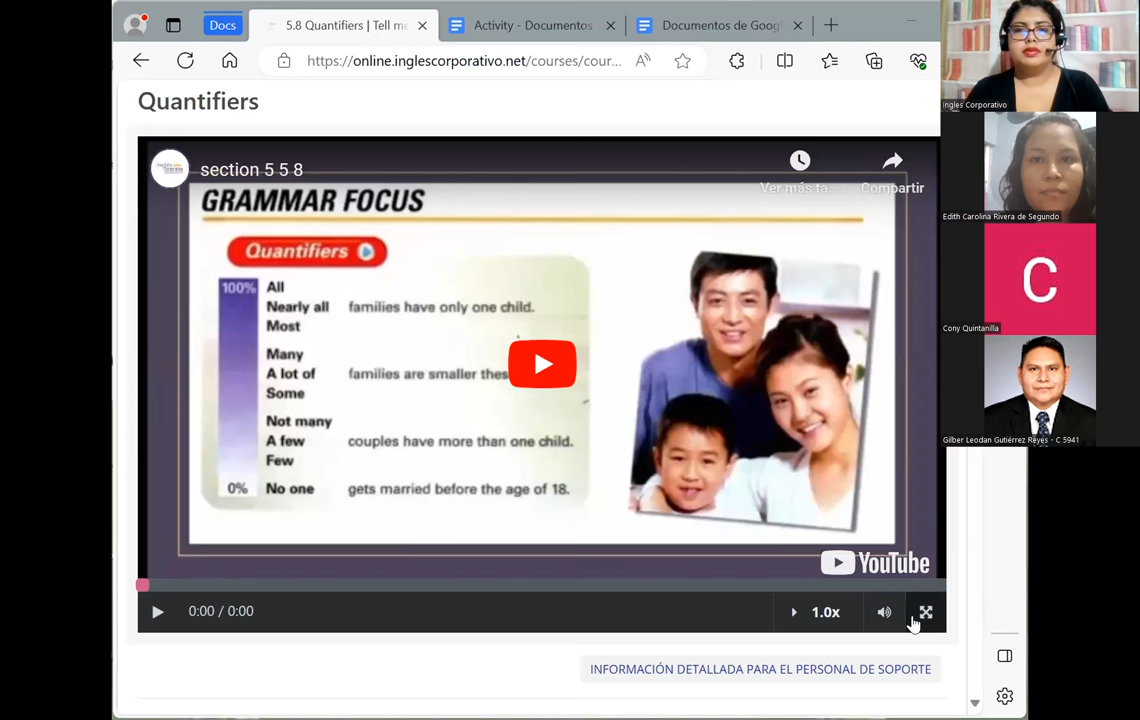 Docs
5.8 Quantifiers | Tell me
Activity - Documentos
Documentos de Goog
https://online.inglescorporativo.net/courses/cour...
Quantifiers
section 5 5 8
Ver más ta...
Compartir
GRAMMAR FOCUS
Quantifiers
100% All
Nearly all families have only one child.
Most
Many
A lot of families are smaller these
Some
Not many
A few couples have more than one child.
Few
0% No one gets married before the age of 18.
YouTube
0:00 / 0:00
1.0x
INFORMACIÓN DETALLADA PARA EL PERSONAL DE SOPORTE
Ingles Corporativo
Edith Carolina Rivera de Segundo
C
Cony Quintanilla
Gilber Leodan Gutiérrez Reyes - C 5941